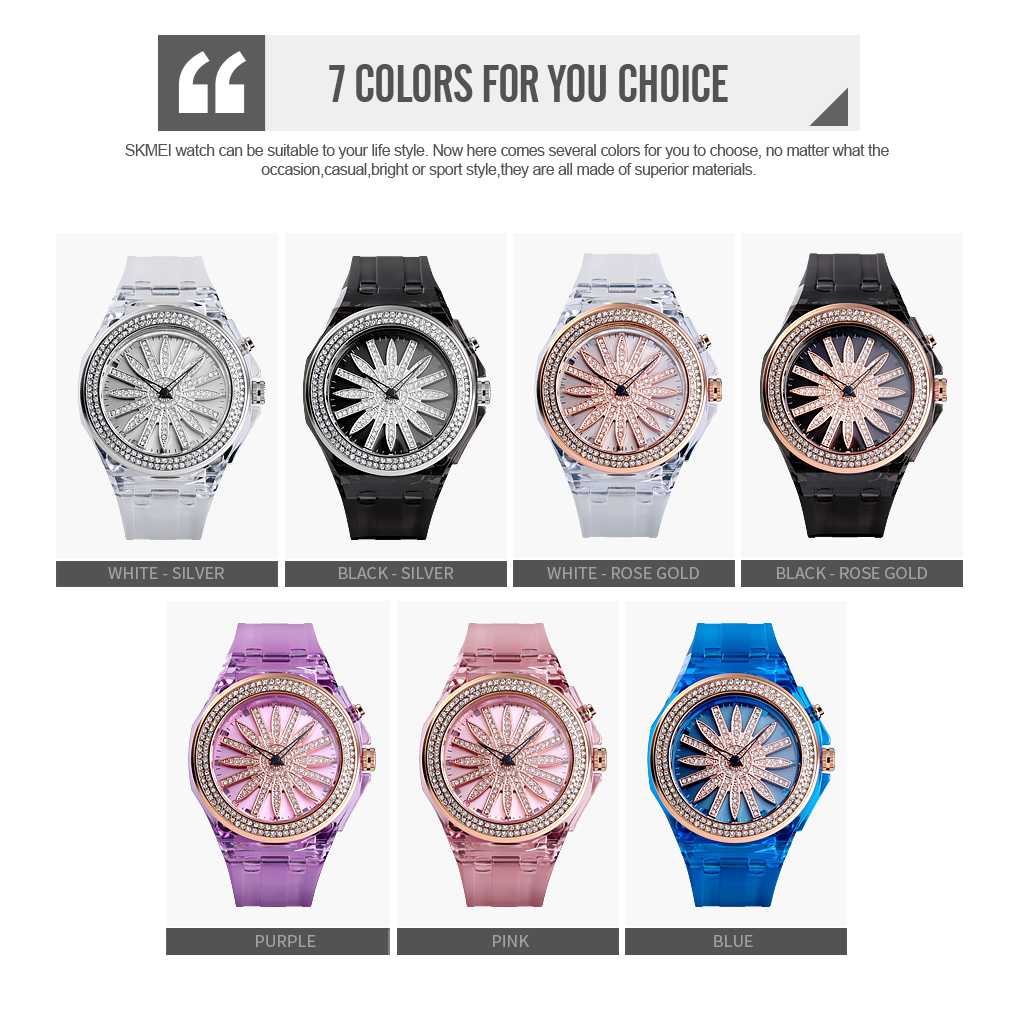 7 COLORS FOR YOU CHOICE
SKMEI watch can be suitable to your life style. Now here comes several colors for you to choose, no matter what the
occasion,casual,bright or sport style,they are all made of superior materials.
WHITE - SILVER
BLACK - SILVER
WHITE - ROSE GOLD
BLACK - ROSE GOLD
PURPLE
PINK
BLUE